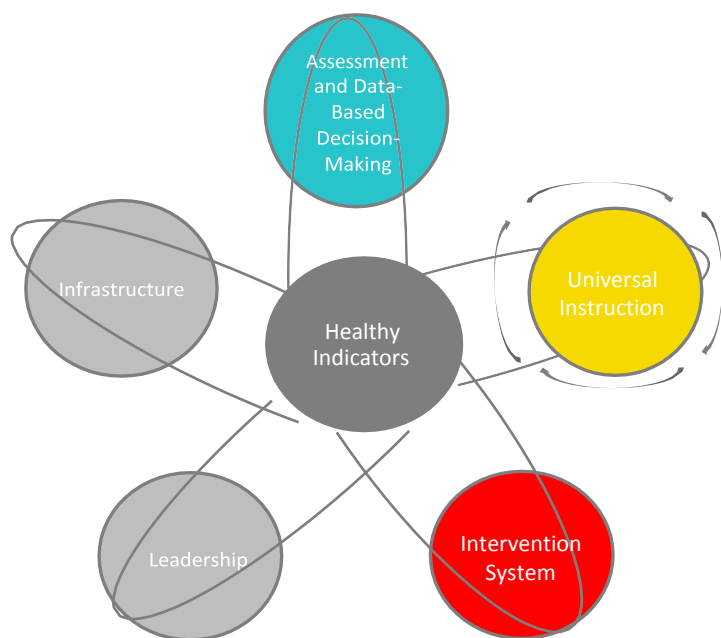 Assessment
and Data-
Based
Decision-
Making
Infrastructure
Universal
Instruction
Healthy
Indicators
Leadership
Intervention
System